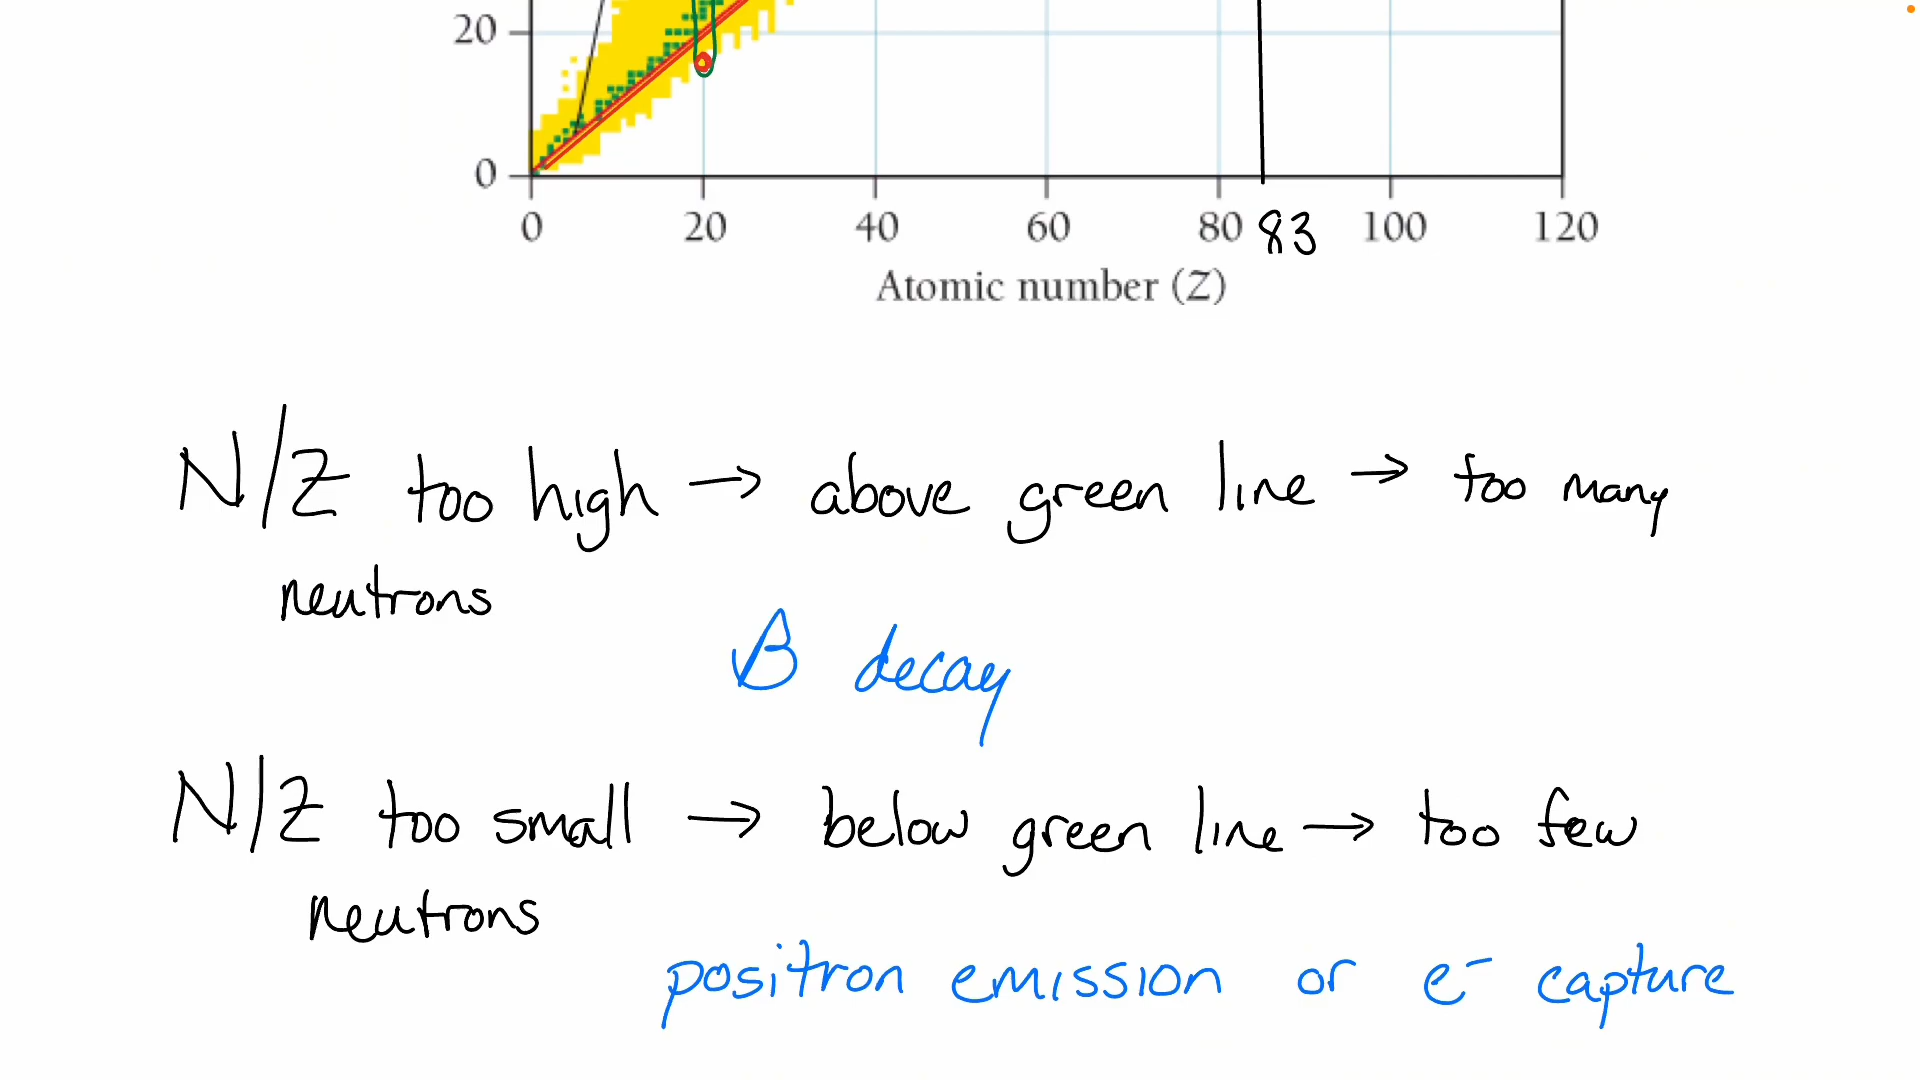 20
0
0 20 40 60 80 83 100 120
Atomic number (Z)
N/Z too high → above green line → too many
neutrons
β decay
N/Z too small → below green line → too few
neutrons
positron emission or e⁻ capture